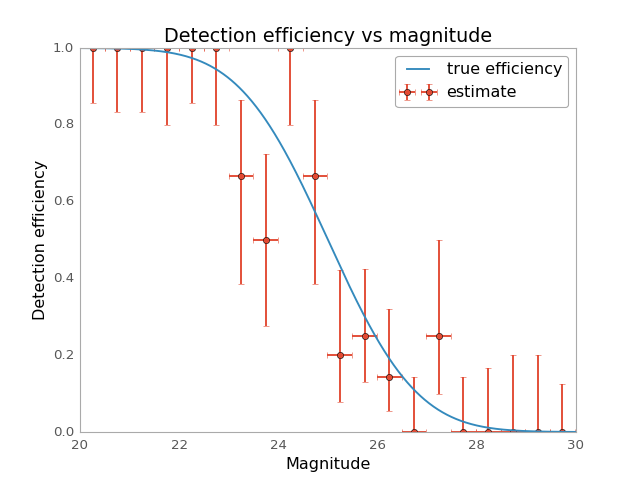 Detection efficiency vs magnitude
true efficiency
estimate
1.0
0.8
0.6
0.4
0.2
0.0
Detection efficiency
20 22 24 26 28 30
Magnitude